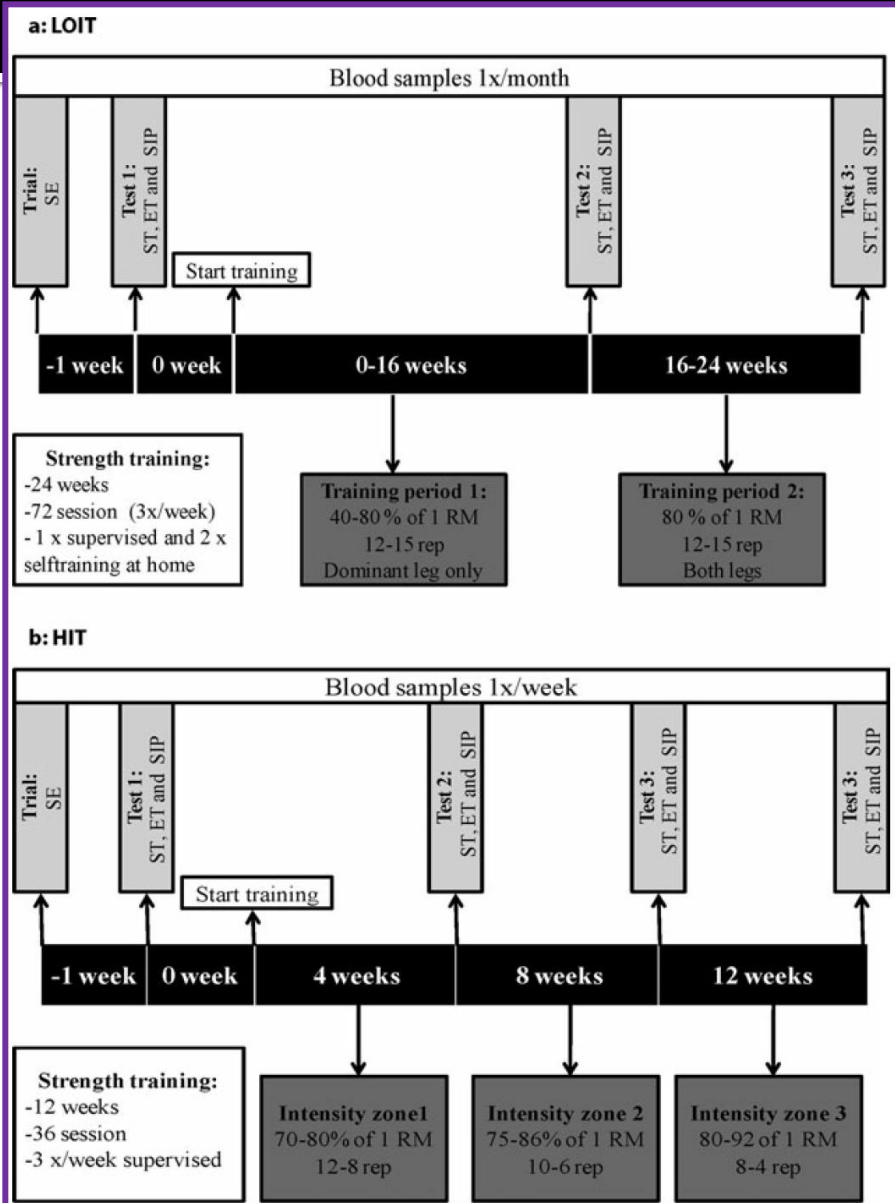 a: LOIT
Blood samples 1x/month
Trial:
SE
Test 1:
ST, ET and SIP
Test 2:
ST, ET and SIP
Test 3:
ST, ET and SIP
Start training
-1 week
0 week
0-16 weeks
16-24 weeks
Strength training:
-24 weeks
-72 session (3x/week)
- 1 x supervised and 2 x
selftraining at home
Training period 1:
40-80 % of 1 RM
12-15 rep
Dominant leg only
Training period 2:
80 % of 1 RM
12-15 rep
Both legs
b: HIT
Blood samples 1x/week
Trial:
SE
Test 1:
ST, ET and SIP
Test 2:
ST, ET and SIP
Test 3:
ST, ET and SIP
Test 3:
ST, ET and SIP
Start training
-1 week
0 week
4 weeks
8 weeks
12 weeks
Strength training:
-12 weeks
-36 session
-3 x/week supervised
Intensity zone1
70-80% of 1 RM
12-8 rep
Intensity zone 2
75-86% of 1 RM
10-6 rep
Intensity zone 3
80-92 of 1 RM
8-4 rep